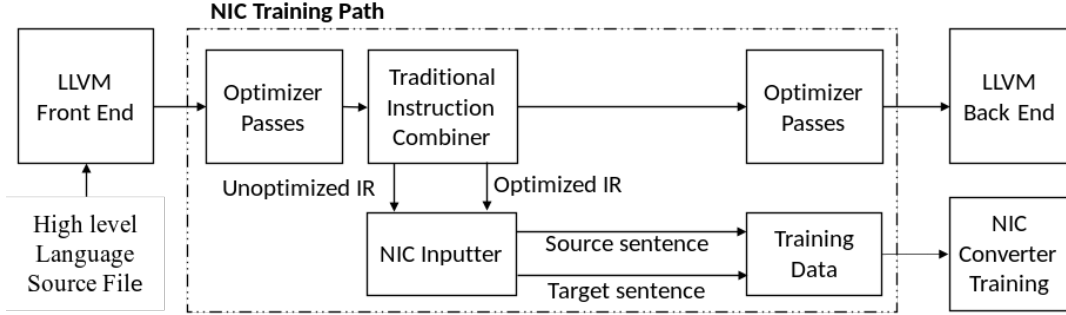 NIC Training Path
LLVM
Front End
Optimizer
Passes
Traditional
Instruction
Combiner
Optimizer
Passes
LLVM
Back End
Unoptimized IR
Optimized IR
High level
Language
Source File
NIC Inputter
Source sentence
Target sentence
Training
Data
NIC
Converter
Training